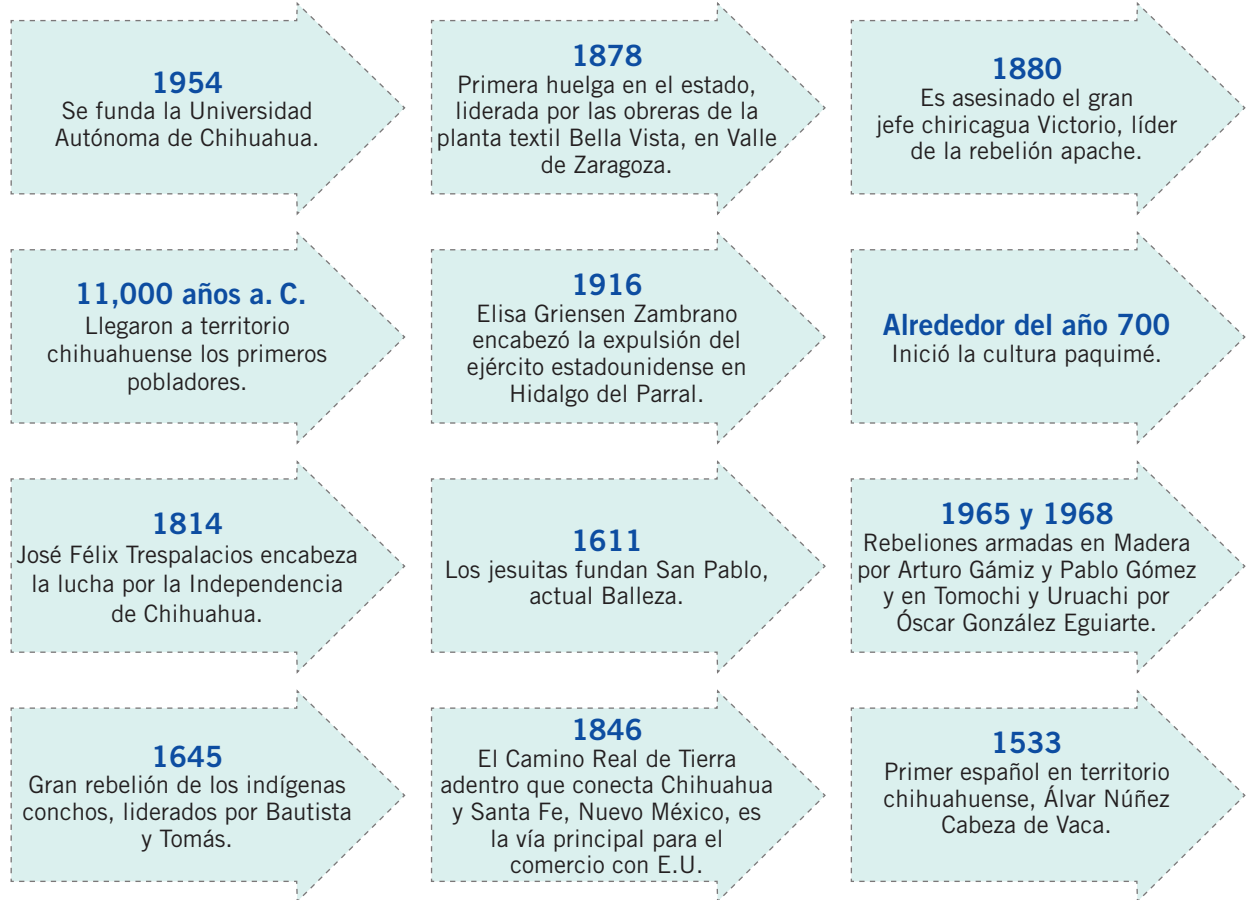 1954
Se funda la Universidad
Autónoma de Chihuahua.
1878
Primera huelga en el estado,
liderada por las obreras de la
planta textil Bella Vista, en Valle
de Zaragoza.
1880
Es asesinado el gran
jefe chiricagua Victorio, líder
de la rebelión apache.
11,000 años a. C.
Llegaron a territorio
chihuahuense los primeros
pobladores.
1916
Elisa Griensen Zambrano
encabezó la expulsión del
ejército estadounidense en
Hidalgo del Parral.
Alrededor del año 700
Inició la cultura paquimé.
1814
José Félix Trespalacios encabeza
la lucha por la Independencia
de Chihuahua.
1611
Los jesuitas fundan San Pablo,
actual Balleza.
1965 y 1968
Rebeliones armadas en Madera
por Arturo Gámiz y Pablo Gómez
y en Tomochi y Uruachi por
Óscar González Eguiarte.
1645
Gran rebelión de los indígenas
conchos, liderados por Bautista
y Tomás.
1846
El Camino Real de Tierra
adentro que conecta Chihuahua
y Santa Fe, Nuevo México, es
la vía principal para el
comercio con E.U.
1533
Primer español en territorio
chihuahuense, Álvar Núñez
Cabeza de Vaca.